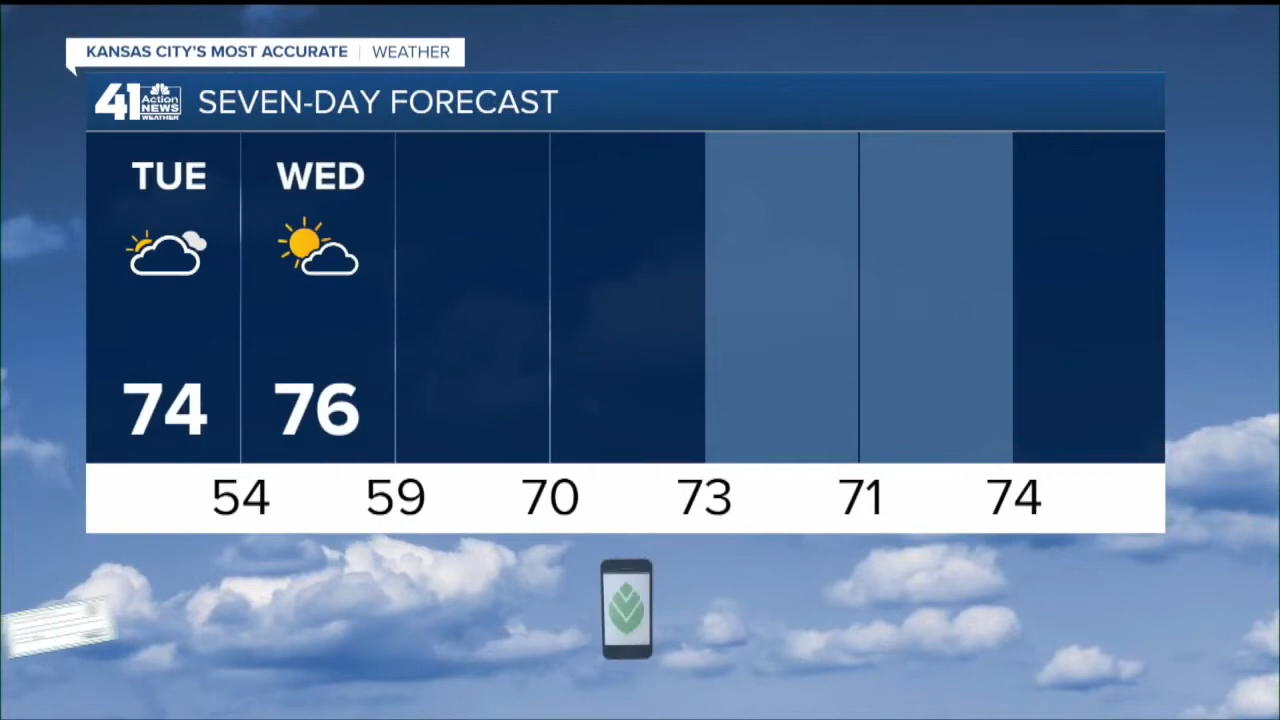 KANSAS CITY'S MOST ACCURATE | WEATHER
41 Action NEWS WEATHER SEVEN-DAY FORECAST
TUE WED
74 76
54 59 70 73 71 74